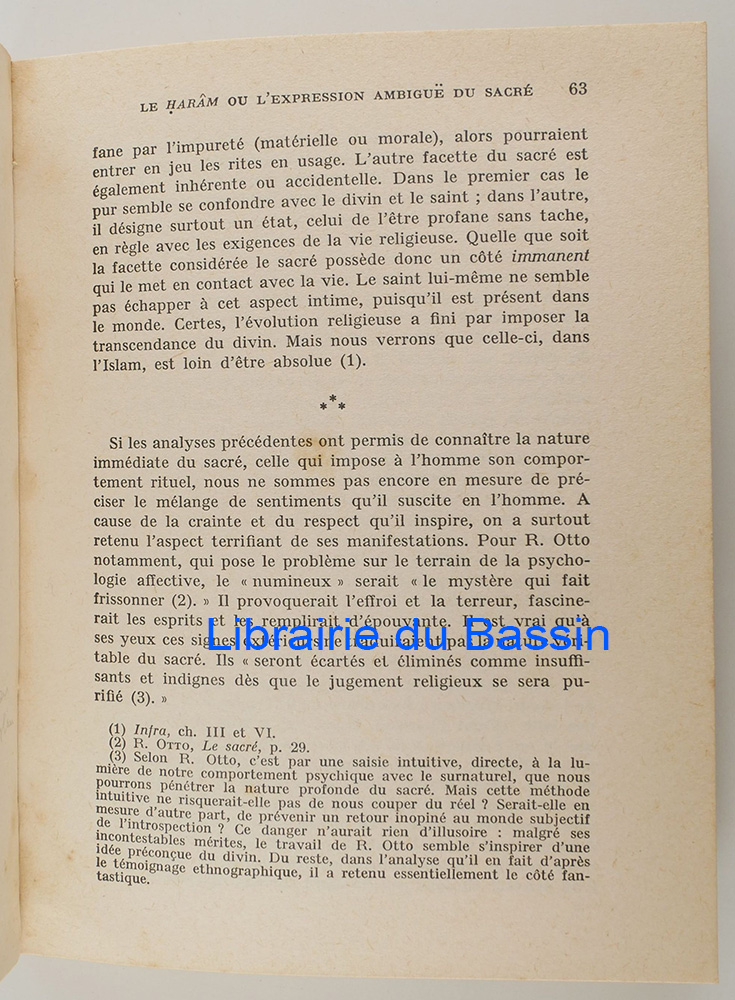 LE ḤARÂM OU L'EXPRESSION AMBIGUË DU SACRÉ 63
fane par l'impureté (matérielle ou morale), alors pourraient
entrer en jeu les rites en usage. L'autre facette du sacré est
également inhérente ou accidentelle. Dans le premier cas le
pur semble se confondre avec le divin et le saint ; dans l'autre,
il désigne surtout un état, celui de l'être profane sans tache,
en règle avec les exigences de la vie religieuse. Quelle que soit
la facette considérée le sacré possède donc un côté immanent
qui le met en contact avec la vie. Le saint lui-même ne semble
pas échapper à cet aspect intime, puisqu'il est présent dans
le monde. Certes, l'évolution religieuse a fini par imposer la
transcendance du divin. Mais nous verrons que celle-ci, dans
l'Islam, est loin d'être absolue (1).
* * *
Si les analyses précédentes ont permis de connaître la nature
immédiate du sacré, celle qui impose à l'homme son compor-
tement rituel, nous ne sommes pas encore en mesure de pré-
ciser le mélange de sentiments qu'il suscite en l'homme. A
cause de la crainte et du respect qu'il inspire, on a surtout
retenu l'aspect terrifiant de ses manifestations. Pour R. Otto
notamment, qui pose le problème sur le terrain de la psycho-
logie affective, le « numineux » serait « le mystère qui fait
frissonner (2). » Il provoquerait l'effroi et la terreur, fascine-
rait les esprits et les remplirait d'épouvante. Il est vrai qu'à
ses yeux ces signes extérieurs ne traduiraient pas la nature véri-
table du sacré. Ils « seront écartés et éliminés comme insuffi-
sants et indignes dès que le jugement religieux se sera pu-
rifié (3). »
Librairie du Bassin
(1) Infra, ch. III et VI.
(2) R. OTTO, Le sacré, p. 29.
(3) Selon R. Otto, c'est par une saisie intuitive, directe, à la lu-
mière de notre comportement psychique avec le surnaturel, que nous
pourrons pénétrer la nature profonde du sacré. Mais cette méthode
intuitive ne risquerait-elle pas de nous couper du réel ? Serait-elle en
mesure d'autre part, de prévenir un retour inopiné au monde subjectif
de l'introspection ? Ce danger n'aurait rien d'illusoire : malgré ses
incontestables mérites, le travail de R. Otto semble s'inspirer d'une
idée préconçue du divin. Du reste, dans l'analyse qu'il en fait d'après
le témoignage ethnographique, il a retenu essentiellement le côté fan-
tastique.